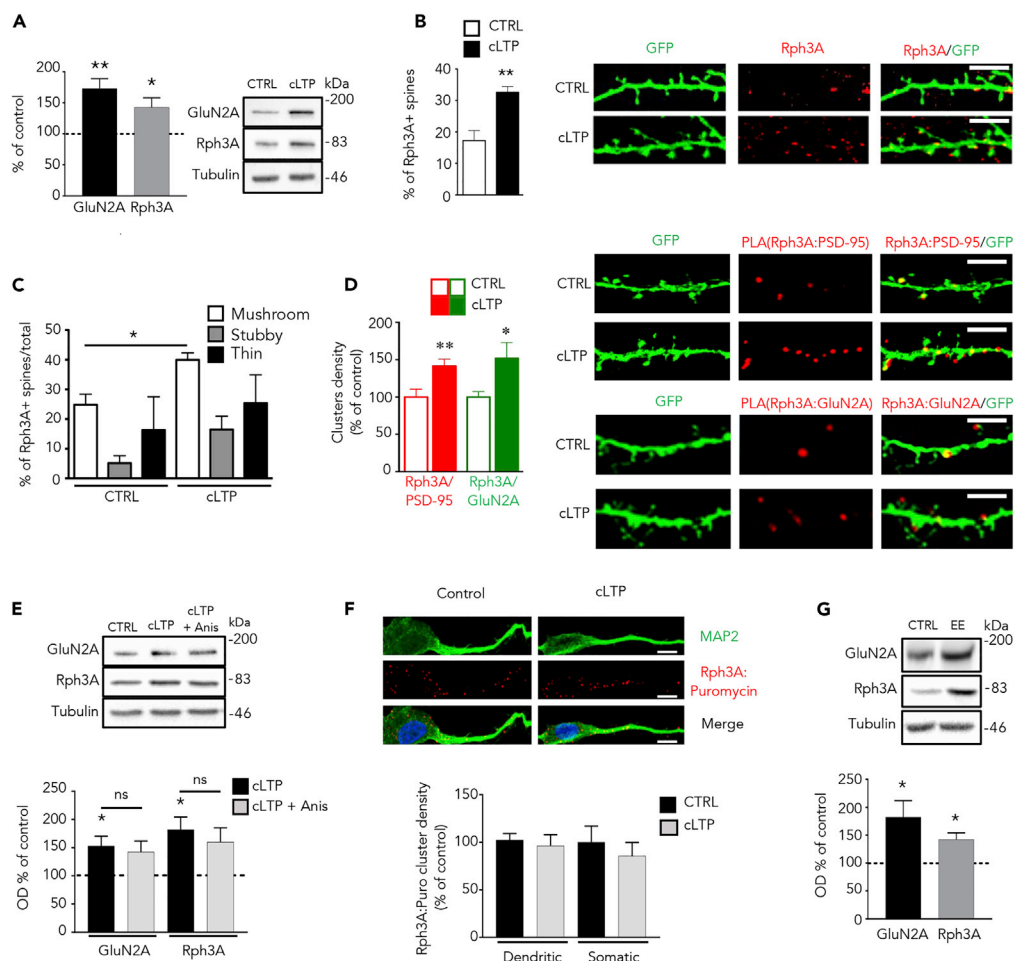 A
% of control
200
150
100
50
0
**
*
GluN2A Rph3A
CTRL cLTP kDa
GluN2A -200
Rph3A -83
Tubulin -46
B
CTRL
cLTP
% of Rph3A+ spines
40
30
20
10
0
**
GFP Rph3A Rph3A/GFP
CTRL
cLTP
C
% of Rph3A+ spines/total
50
40
30
20
10
0
*
Mushroom
Stubby
Thin
CTRL cLTP
D
CTRL
cLTP
Clusters density
(% of control)
200
150
100
50
0
**
*
Rph3A/
PSD-95
Rph3A/
GluN2A
GFP PLA(Rph3A:PSD-95) Rph3A:PSD-95/GFP
CTRL
cLTP
GFP PLA(Rph3A:GluN2A) Rph3A:GluN2A/GFP
CTRL
cLTP
E
CTRL cLTP cLTP
+ Anis kDa
GluN2A -200
Rph3A -83
Tubulin -46
OD % of control
250
200
150
100
50
0
ns
ns
*
*
cLTP
cLTP + Anis
GluN2A Rph3A
F
Control cLTP
MAP2
Rph3A:
Puromycin
Merge
Rph3A:Puro cluster density
(% of control)
150
100
50
0
CTRL
cLTP
Dendritic Somatic
G
CTRL EE kDa
GluN2A -200
Rph3A -83
Tubulin -46
OD % of control
250
200
150
100
50
0
*
*
GluN2A Rph3A